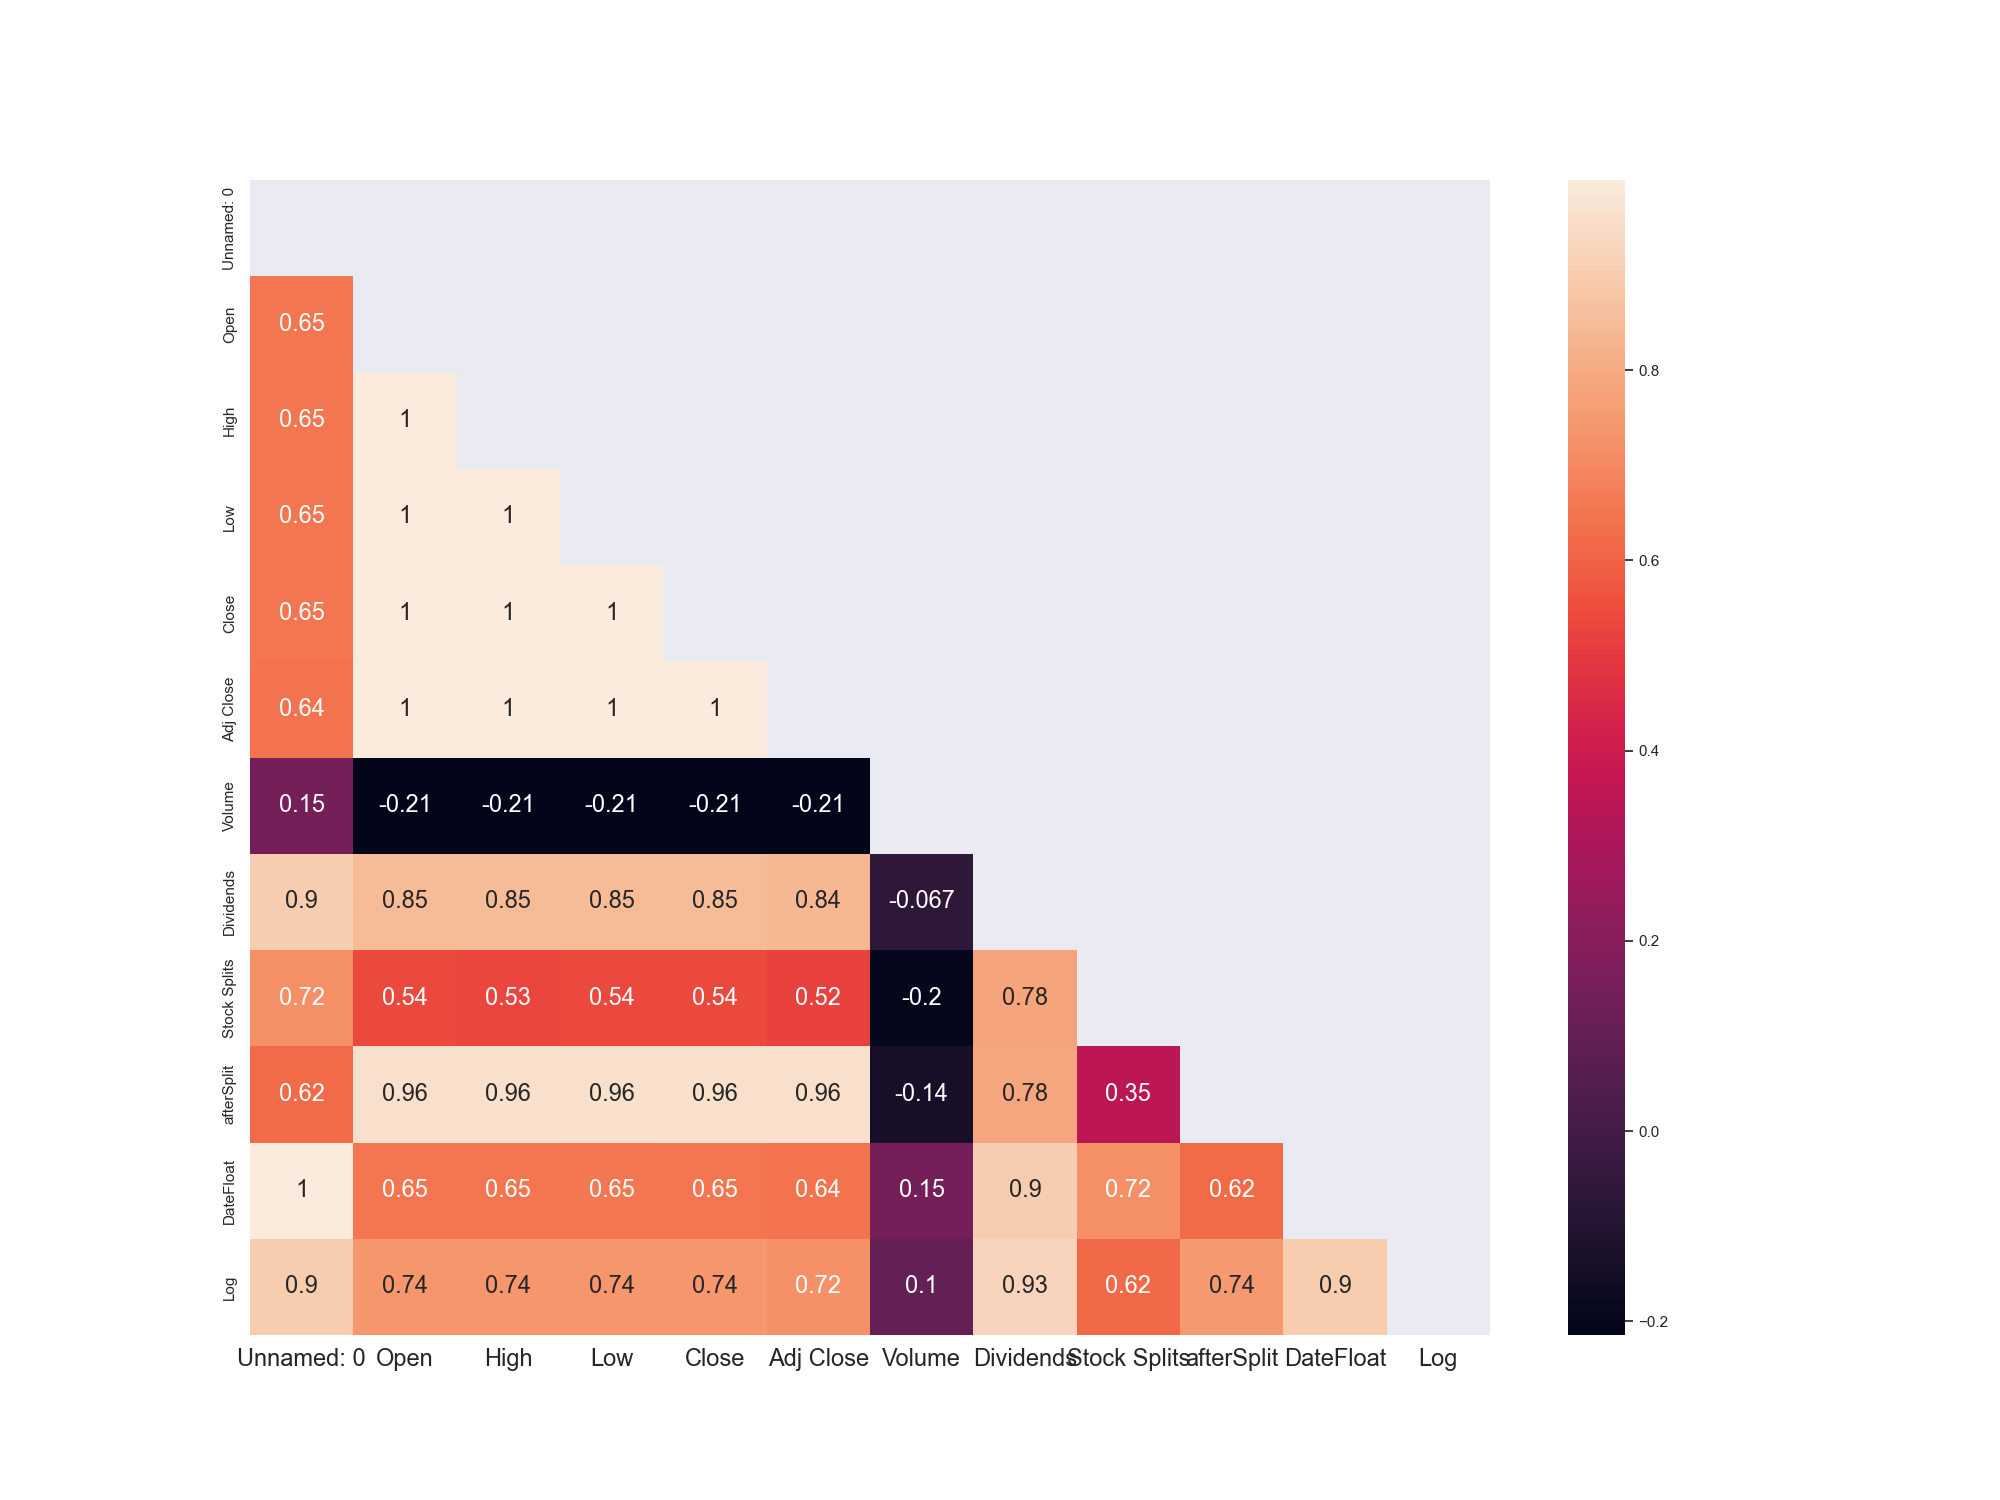 Unnamed: 0
Open 0.65
High 0.65 1
Low 0.65 1 1
Close 0.65 1 1 1
Adj Close 0.64 1 1 1 1
Volume 0.15 -0.21 -0.21 -0.21 -0.21 -0.21
Dividends 0.9 0.85 0.85 0.85 0.85 0.84 -0.067
Stock Splits 0.72 0.54 0.53 0.54 0.54 0.52 -0.2 0.78
afterSplit 0.62 0.96 0.96 0.96 0.96 0.96 -0.14 0.78 0.35
DateFloat 1 0.65 0.65 0.65 0.65 0.64 0.15 0.9 0.72 0.62
Log 0.9 0.74 0.74 0.74 0.74 0.72 0.1 0.93 0.62 0.74 0.9
Unnamed: 0 Open High Low Close Adj Close Volume Dividends Stock Splits afterSplit DateFloat Log
0.8
0.6
0.4
0.2
0.0
−0.2